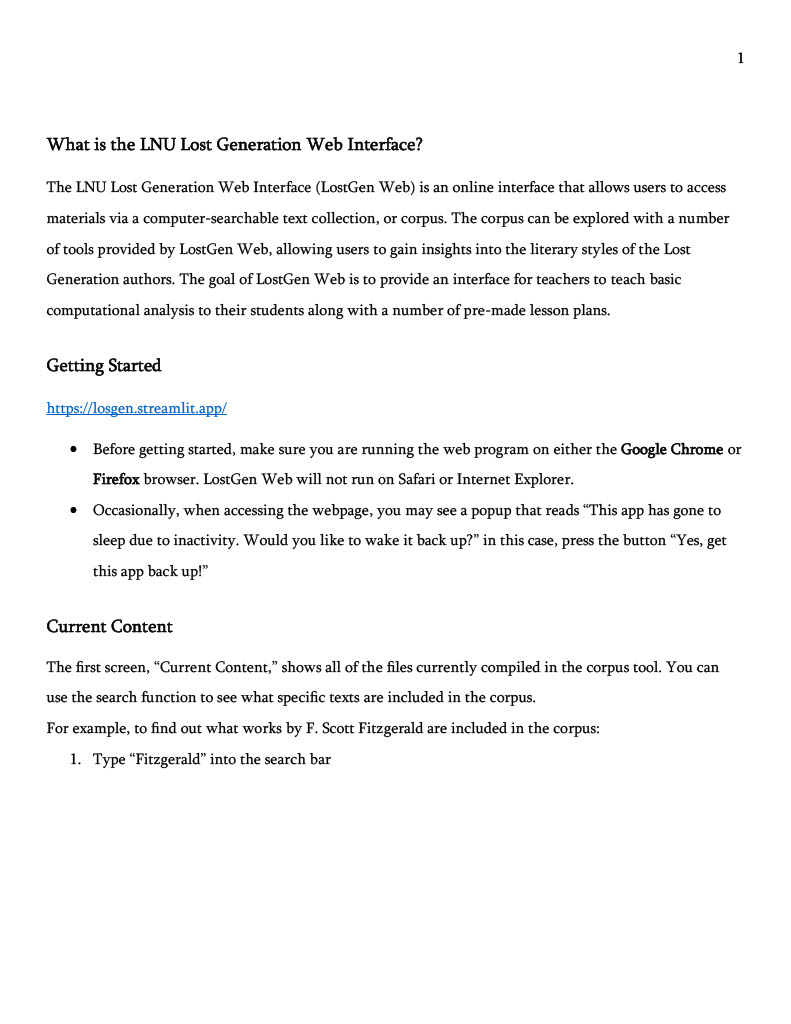 1
What is the LNU Lost Generation Web Interface?
The LNU Lost Generation Web Interface (LostGen Web) is an online interface that allows users to access
materials via a computer-searchable text collection, or corpus. The corpus can be explored with a number
of tools provided by LostGen Web, allowing users to gain insights into the literary styles of the Lost
Generation authors. The goal of LostGen Web is to provide an interface for teachers to teach basic
computational analysis to their students along with a number of pre-made lesson plans.
Getting Started
https://losgen.streamlit.app/
• Before getting started, make sure you are running the web program on either the Google Chrome or
Firefox browser. LostGen Web will not run on Safari or Internet Explorer.
• Occasionally, when accessing the webpage, you may see a popup that reads “This app has gone to
sleep due to inactivity. Would you like to wake it back up?” in this case, press the button “Yes, get
this app back up!”
Current Content
The first screen, “Current Content,” shows all of the files currently compiled in the corpus tool. You can
use the search function to see what specific texts are included in the corpus.
For example, to find out what works by F. Scott Fitzgerald are included in the corpus:
1. Type “Fitzgerald” into the search bar